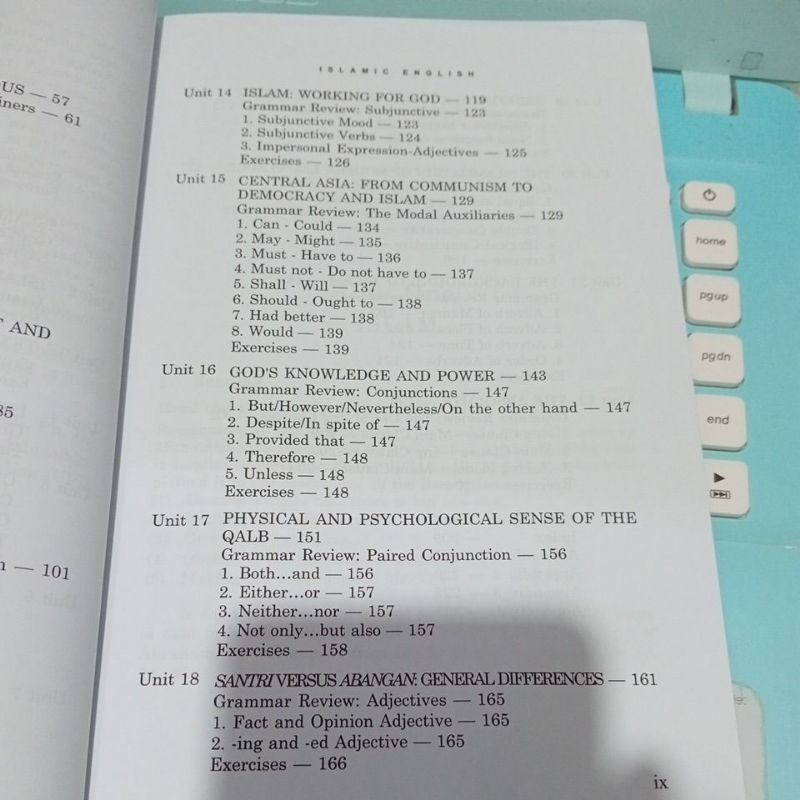 US — 57
iners — 61
AND
85
— 101
ISLAMIC ENGLISH
Unit 14 ISLAM: WORKING FOR GOD — 119
Grammar Review: Subjunctive — 123
1. Subjunctive Mood — 123
2. Subjunctive Verbs — 124
3. Impersonal Expression-Adjectives — 125
Exercises — 126
Unit 15 CENTRAL ASIA: FROM COMMUNISM TO
DEMOCRACY AND ISLAM — 129
Grammar Review: The Modal Auxiliaries — 129
1. Can - Could — 134
2. May - Might — 135
3. Must - Have to — 136
4. Must not - Do not have to — 137
5. Shall - Will — 137
6. Should - Ought to — 138
7. Had better — 138
8. Would — 139
Exercises — 139
Unit 16 GOD'S KNOWLEDGE AND POWER — 143
Grammar Review: Conjunctions — 147
1. But/However/Nevertheless/On the other hand — 147
2. Despite/In spite of — 147
3. Provided that — 147
4. Therefore — 148
5. Unless — 148
Exercises — 148
Unit 17 PHYSICAL AND PSYCHOLOGICAL SENSE OF THE
QALB — 151
Grammar Review: Paired Conjunction — 156
1. Both...and — 156
2. Either...or — 157
3. Neither...nor — 157
4. Not only...but also — 157
Exercises — 158
Unit 18 SANTRI VERSUS ABANGAN: GENERAL DIFFERENCES — 161
Grammar Review: Adjectives — 165
1. Fact and Opinion Adjective — 165
2. -ing and -ed Adjective — 165
Exercises — 166
ix
home
pgup
pgdn
end